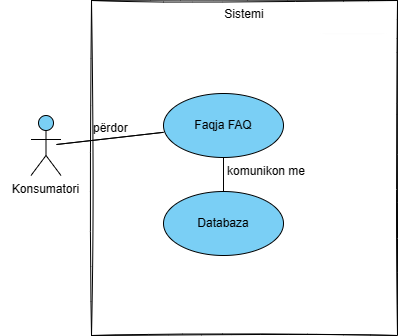 Sistemi
Faqja FAQ
përdor
komunikon me
Konsumatori
Databaza